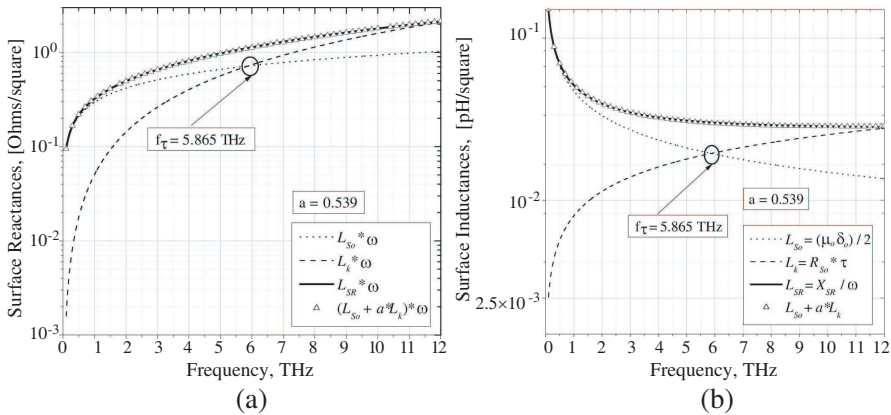 Surface Reactances, [Ohms/square]
10⁰
10⁻¹
10⁻²
10⁻³
f_τ = 5.865 THz
a = 0.539
L_So * ω
L_k * ω
L_SR * ω
(L_So + a*L_k) * ω
0 1 2 3 4 5 6 7 8 9 10 11 12
Frequency, THz
(a)
Surface Inductances, [pH/square]
10⁻¹
10⁻²
2.5×10⁻³
a = 0.539
f_τ = 5.865 THz
L_So = (μ_o δ_o) / 2
L_k = R_So * τ
L_SR = X_SR / ω
L_So + a*L_k
0 1 2 3 4 5 6 7 8 9 10 11 12
Frequency, THz
(b)